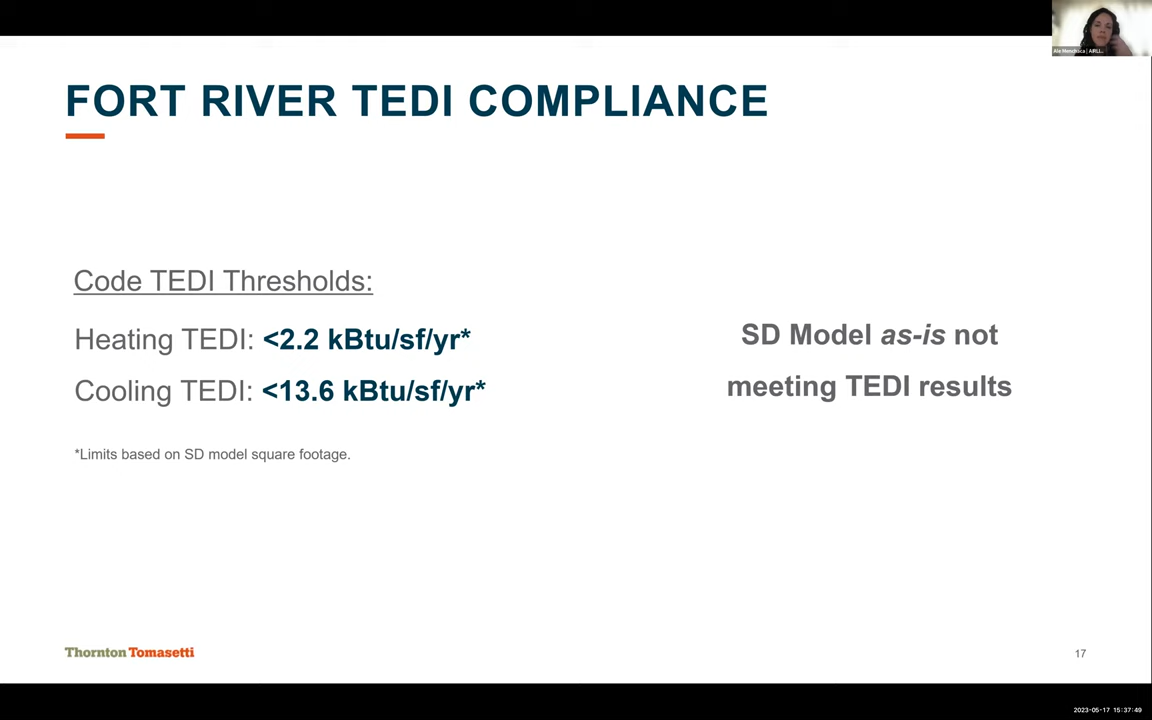 FORT RIVER TEDI COMPLIANCE
Code TEDI Thresholds:
Heating TEDI: <2.2 kBtu/sf/yr*
Cooling TEDI: <13.6 kBtu/sf/yr*
*Limits based on SD model square footage.
SD Model as-is not
meeting TEDI results
Thornton Tomasetti
17
2023-05-17 15:37:49